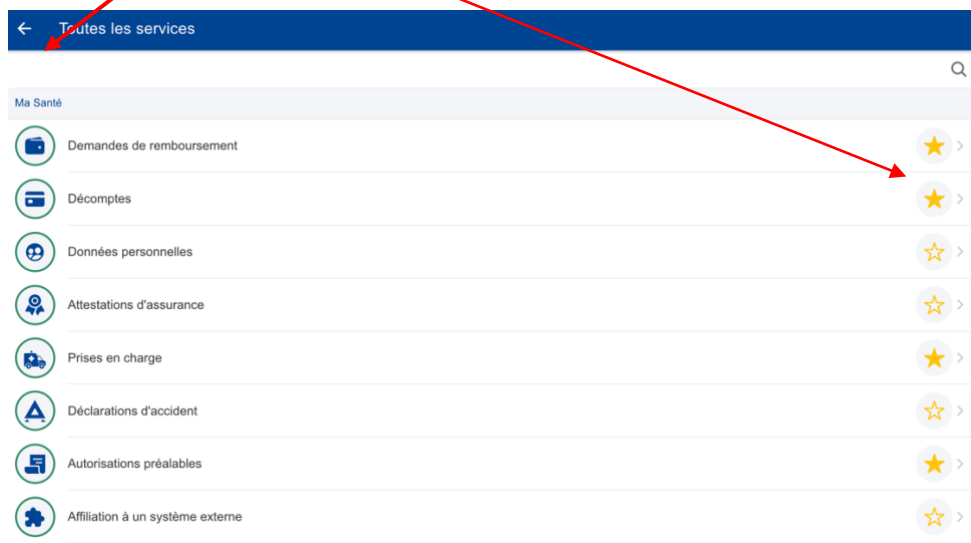 Toutes les services
Ma Santé
Demandes de remboursement
Décomptes
Données personnelles
Attestations d'assurance
Prises en charge
Déclarations d'accident
Autorisations préalables
Affiliation à un système externe